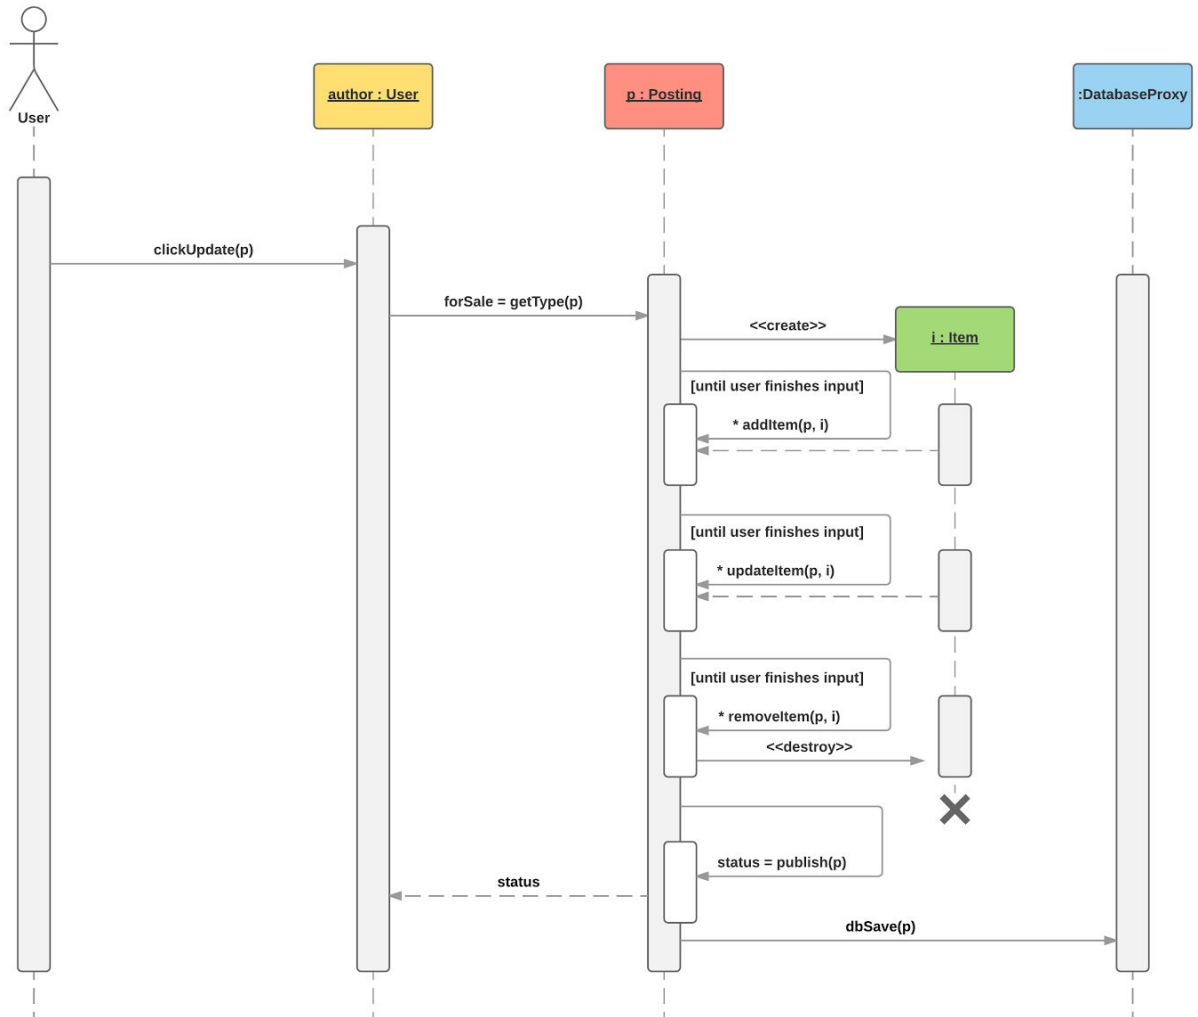 User
author : User
p : Posting
:DatabaseProxy
clickUpdate(p)
forSale = getType(p)
<<create>>
i : Item
[until user finishes input]
* addItem(p, i)
[until user finishes input]
* updateItem(p, i)
[until user finishes input]
* removeItem(p, i)
<<destroy>>
status = publish(p)
status
dbSave(p)